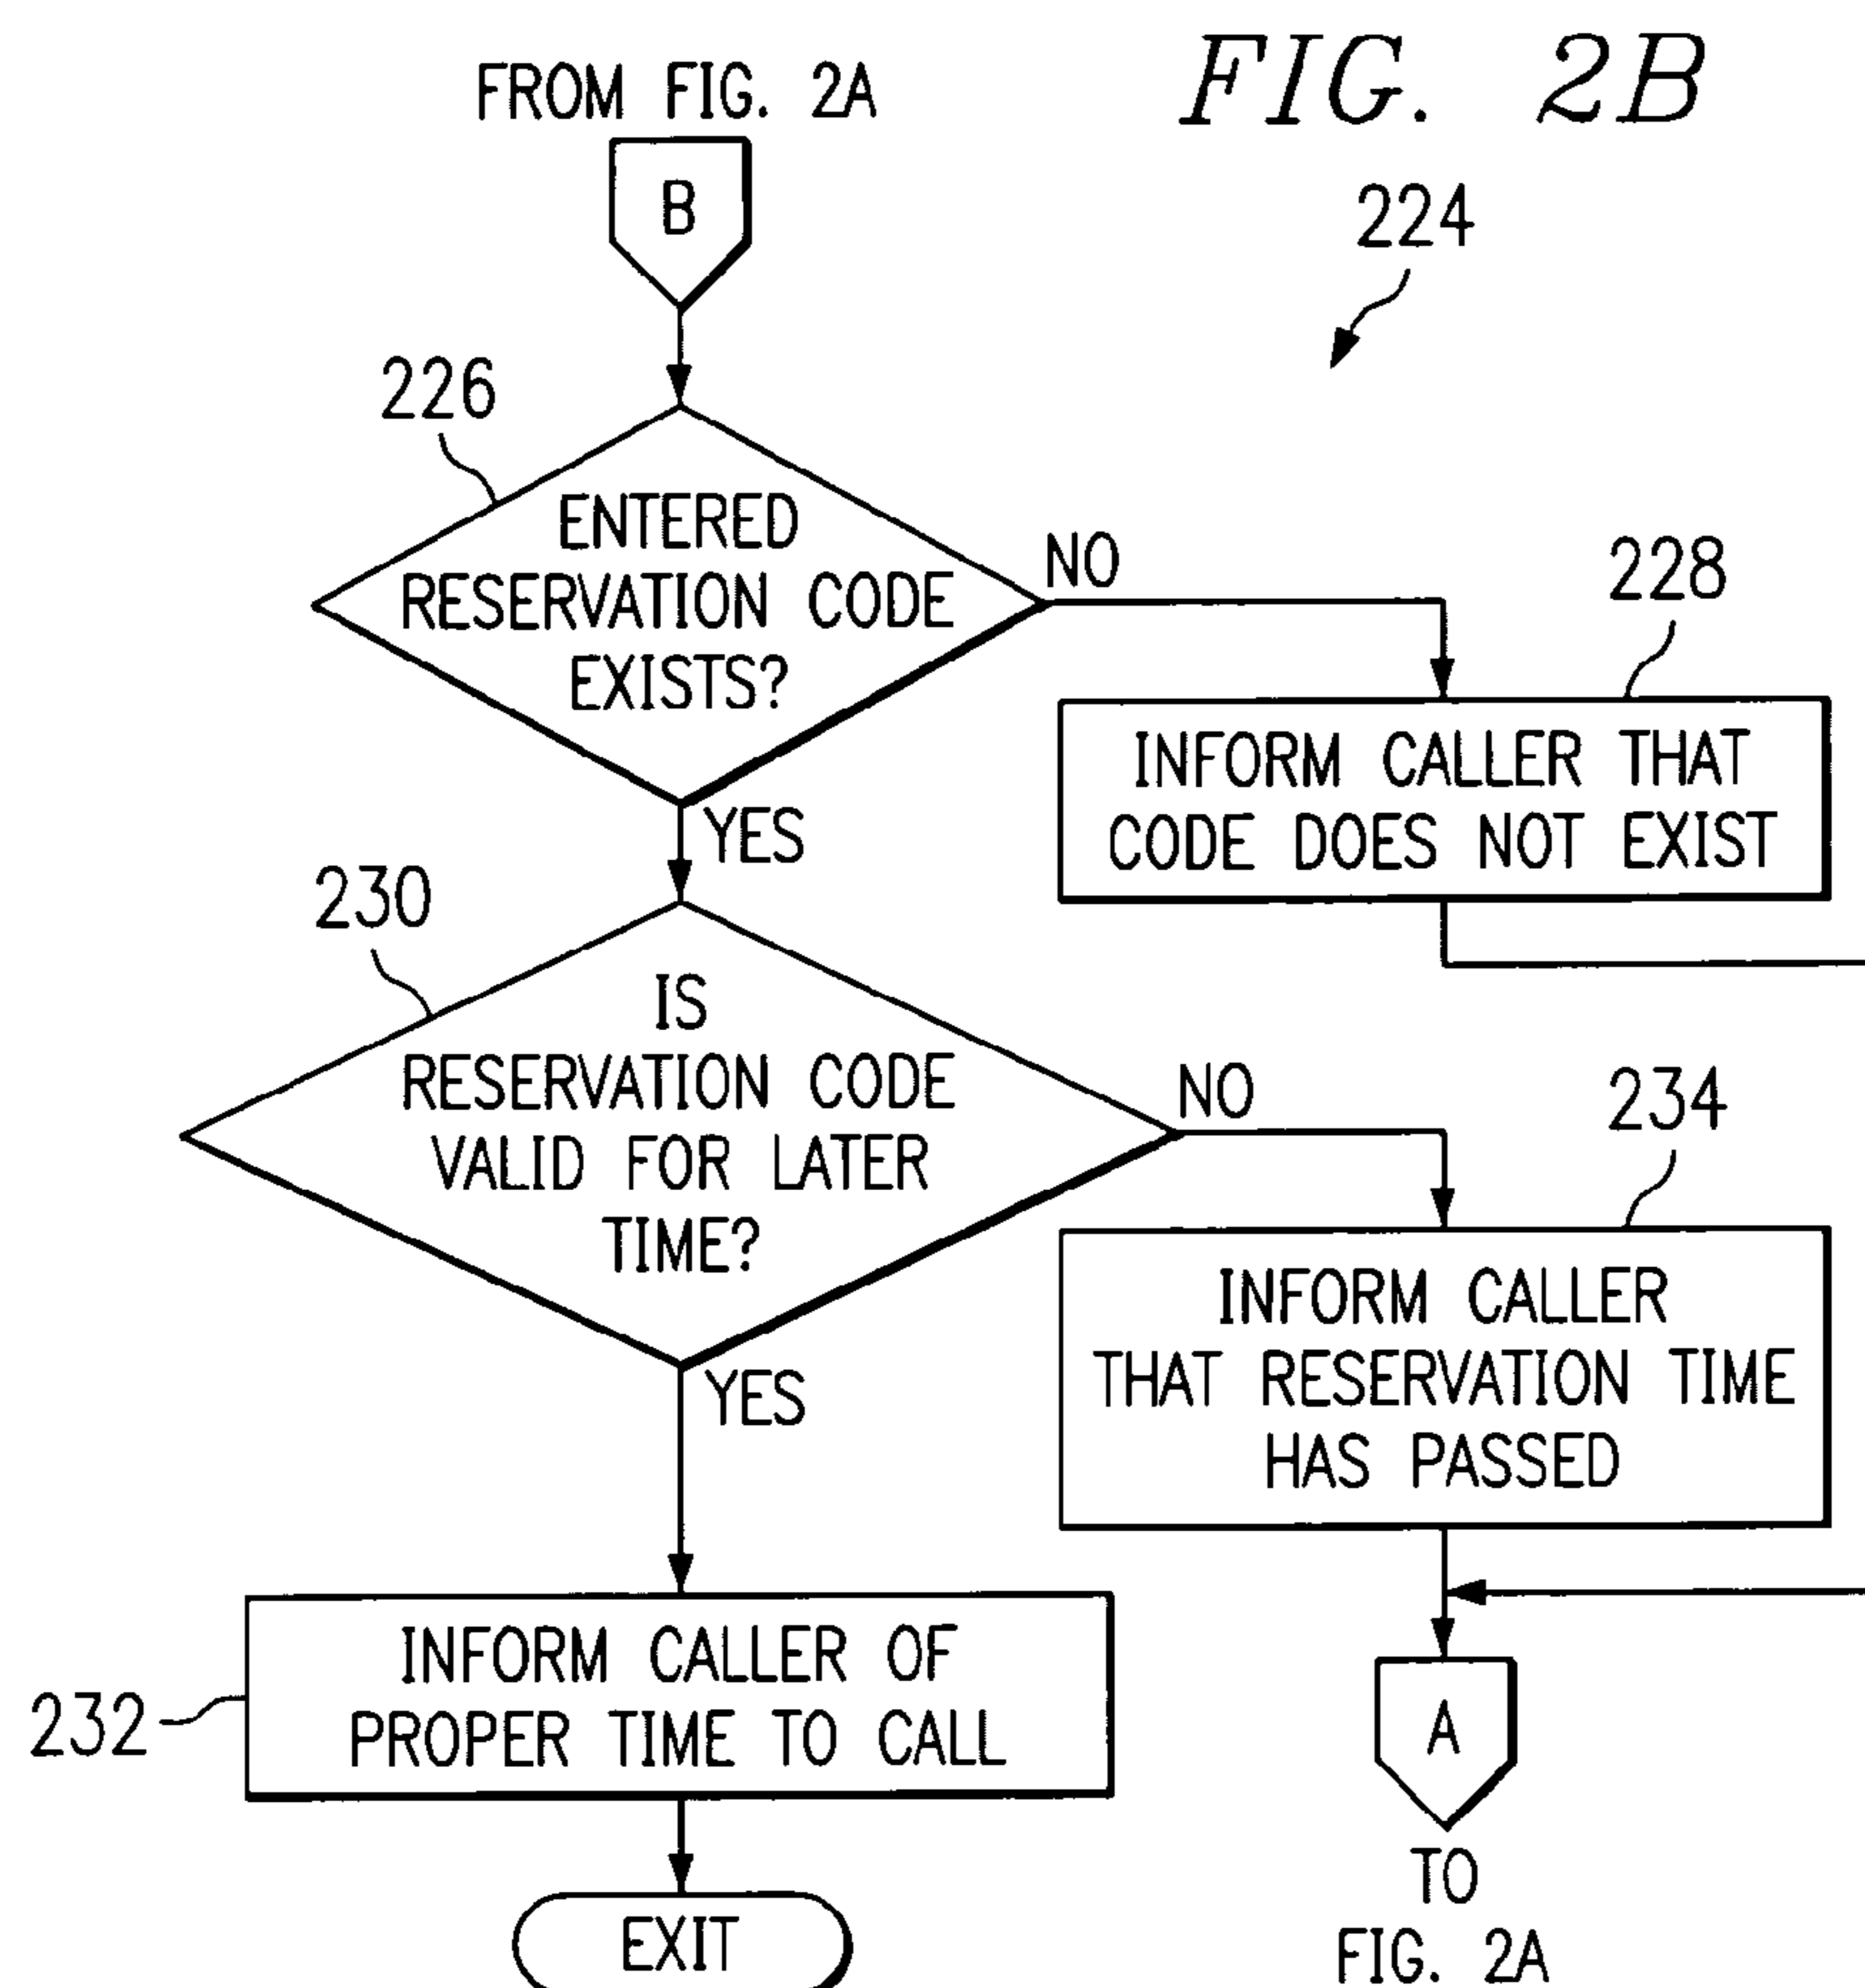 FROM FIG. 2A
FIG. 2B
B
224
226
ENTERED
RESERVATION CODE
EXISTS?
NO
228
INFORM CALLER THAT
CODE DOES NOT EXIST
YES
230
IS
RESERVATION CODE
VALID FOR LATER
TIME?
NO
234
INFORM CALLER
THAT RESERVATION TIME
HAS PASSED
YES
232
INFORM CALLER OF
PROPER TIME TO CALL
A
TO
FIG. 2A
EXIT